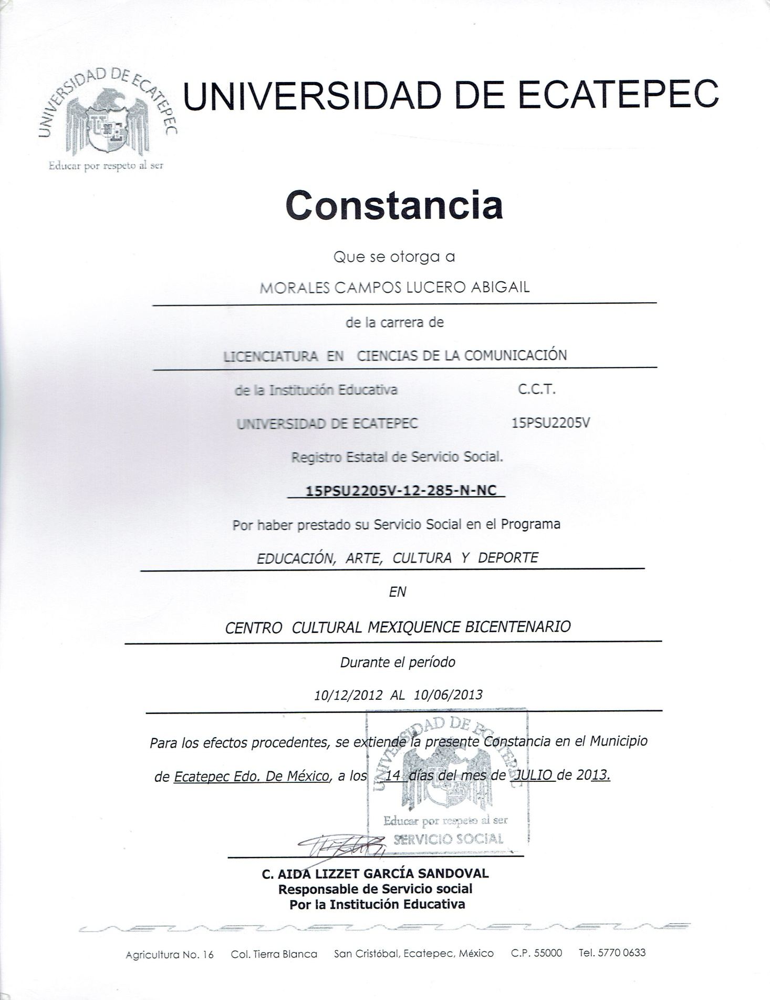 UNIVERSIDAD DE ECATEPEC
UNIVERSIDAD DE ECATEPEC
UNE
Educar por respeto al ser
Constancia
Que se otorga a
MORALES CAMPOS LUCERO ABIGAIL
de la carrera de
LICENCIATURA EN CIENCIAS DE LA COMUNICACIÓN
de la Institución Educativa C.C.T.
UNIVERSIDAD DE ECATEPEC 15PSU2205V
Registro Estatal de Servicio Social.
15PSU2205V-12-285-N-NC
Por haber prestado su Servicio Social en el Programa
EDUCACIÓN, ARTE, CULTURA Y DEPORTE
EN
CENTRO CULTURAL MEXIQUENCE BICENTENARIO
Durante el período
10/12/2012 AL 10/06/2013
Para los efectos procedentes, se extiende la presente Constancia en el Municipio
de Ecatepec Edo. De México, a los 14 días del mes de JULIO de 2013.
UNIVERSIDAD DE ECATEPEC
Educar por respeto al ser
SERVICIO SOCIAL
C. AIDA LIZZET GARCÍA SANDOVAL
Responsable de Servicio social
Por la Institución Educativa
Agricultura No. 16 Col. Tierra Blanca San Cristóbal, Ecatepec, México C.P. 55000 Tel. 5770 0633